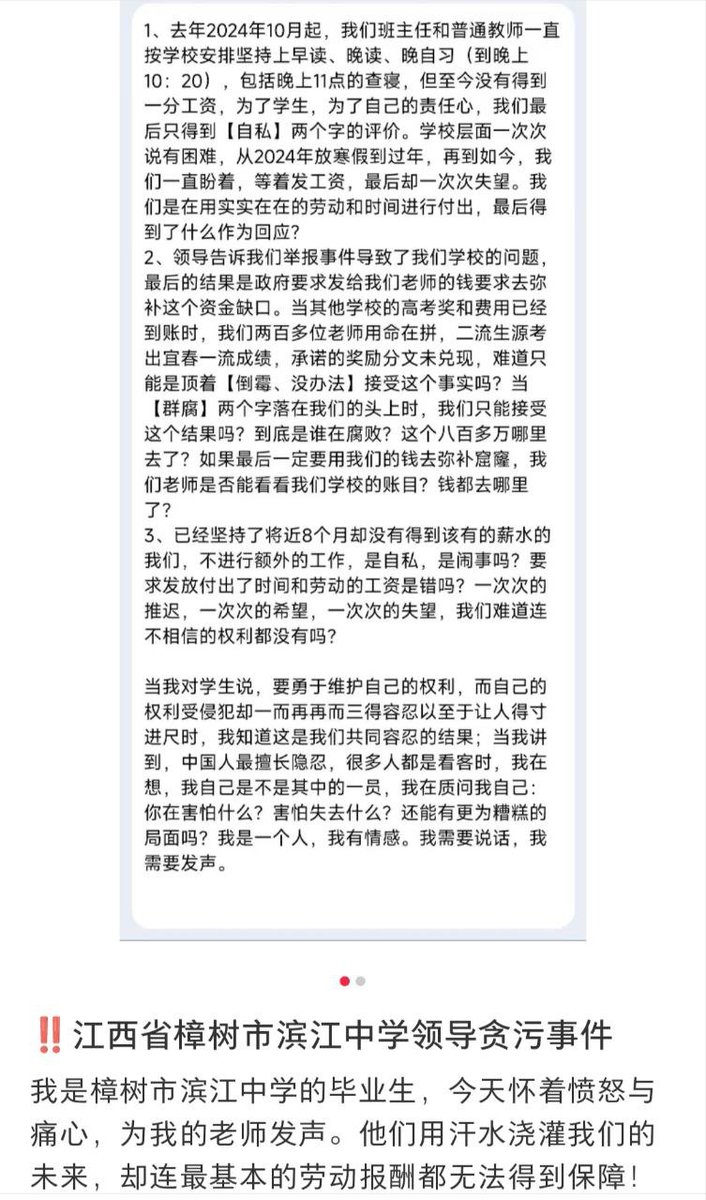 1、去年2024年10月起，我们班主任和普通教师一直
按学校安排坚持上早读、晚读、晚自习（到晚上
10：20），包括晚上11点的查寝，但至今没有得到
一分工资，为了学生，为了自己的责任心，我们最
后只得到【自私】两个字的评价。学校层面一次次
说有困难，从2024年放寒假到过年，再到如今，我
们一直盼着，等着发工资，最后却一次次失望。我
们是在用实实在在的劳动和时间进行付出，最后得
到了什么作为回应？
2、领导告诉我们举报事件导致了我们学校的问题，
最后的结果是政府要求发给我们老师的钱要求去弥
补这个资金缺口。当其他学校的高考奖和费用已经
到账时，我们两百多位老师用命在拼，二流生源考
出宜春一流成绩，承诺的奖励分文未兑现，难道只
能是顶着【倒霉、没办法】接受这个事实吗？当
【群腐】两个字落在我们的头上时，我们只能接受
这个结果吗？到底是谁在腐败？这个八百多万哪里
去了？如果最后一定要用我们的钱去弥补窟窿，我
们老师是否能看看我们学校的账目？钱都去哪里
了？
3、已经坚持了将近8个月却没有得到该有的薪水的
我们，不进行额外的工作，是自私，是闹事吗？要
求发放付出了时间和劳动的工资是错吗？一次次的
推迟，一次次的希望，一次次的失望，我们难道连
不相信的权利都没有吗？
当我对学生说，要勇于维护自己的权利，而自己的
权利受侵犯却一而再再而三得容忍以至于让人得寸
进尺时，我知道这是我们共同容忍的结果；当我讲
到，中国人最擅长隐忍，很多人都是看客时，我在
想，我自己是不是其中的一员，我在质问我自己：
你在害怕什么？害怕失去什么？还能有更为糟糕的
局面吗？我是一个人，我有情感。我需要说话，我
需要发声。
‼️江西省樟树市滨江中学领导贪污事件
我是樟树市滨江中学的毕业生，今天怀着愤怒与
痛心，为我的老师发声。他们用汗水浇灌我们的
未来，却连最基本的劳动报酬都无法得到保障！